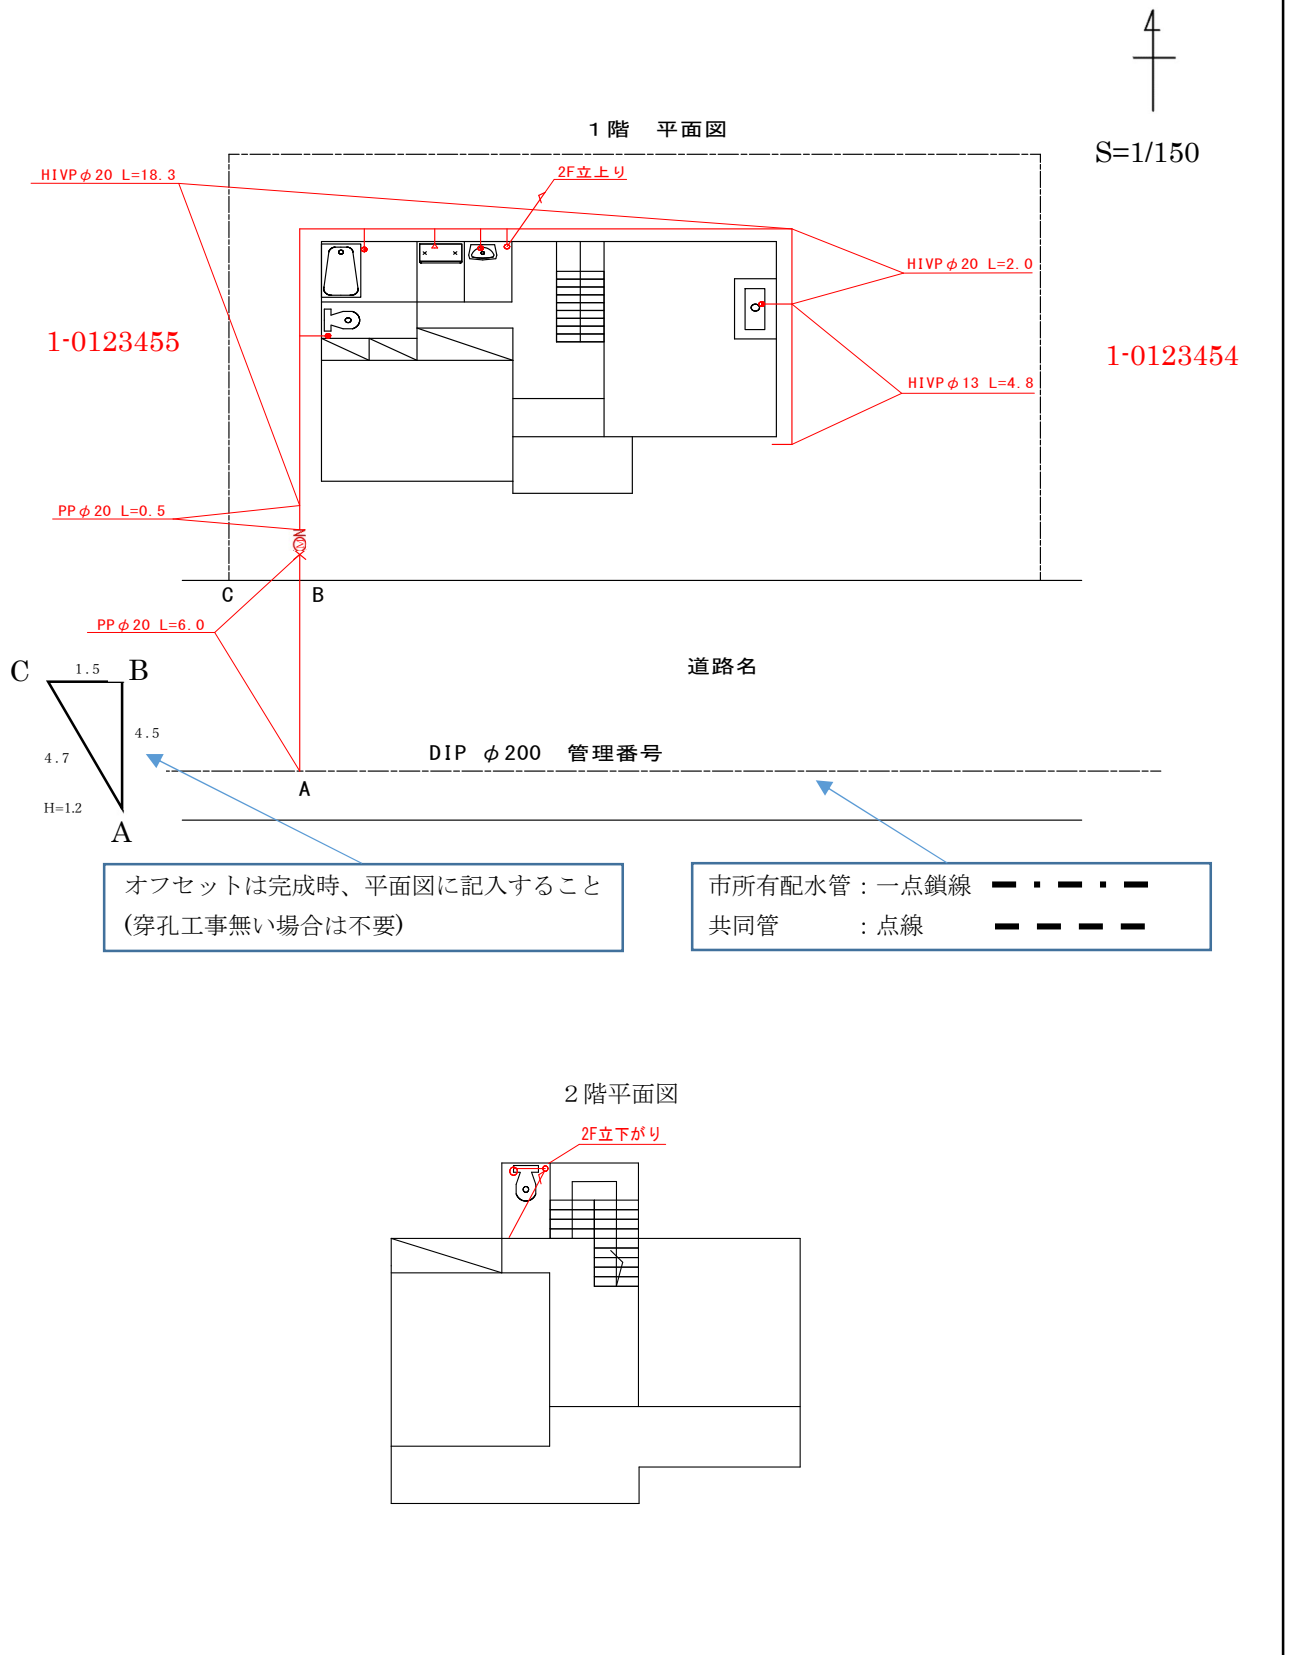 1階 平面図
S=1/150
HIVPφ20 L=18.3
2F立上り
HIVPφ20 L=2.0
1-0123455
1-0123454
HIVPφ13 L=4.8
PPφ20 L=0.5
C
B
PPφ20 L=6.0
道路名
C
1.5
B
4.5
4.7
H=1.2
A
DIP φ200 管理番号
A
オフセットは完成時、平面図に記入すること
(穿孔工事無い場合は不要)
市所有配水管：一点鎖線
共同管 ：点線
２階平面図
2F立下がり